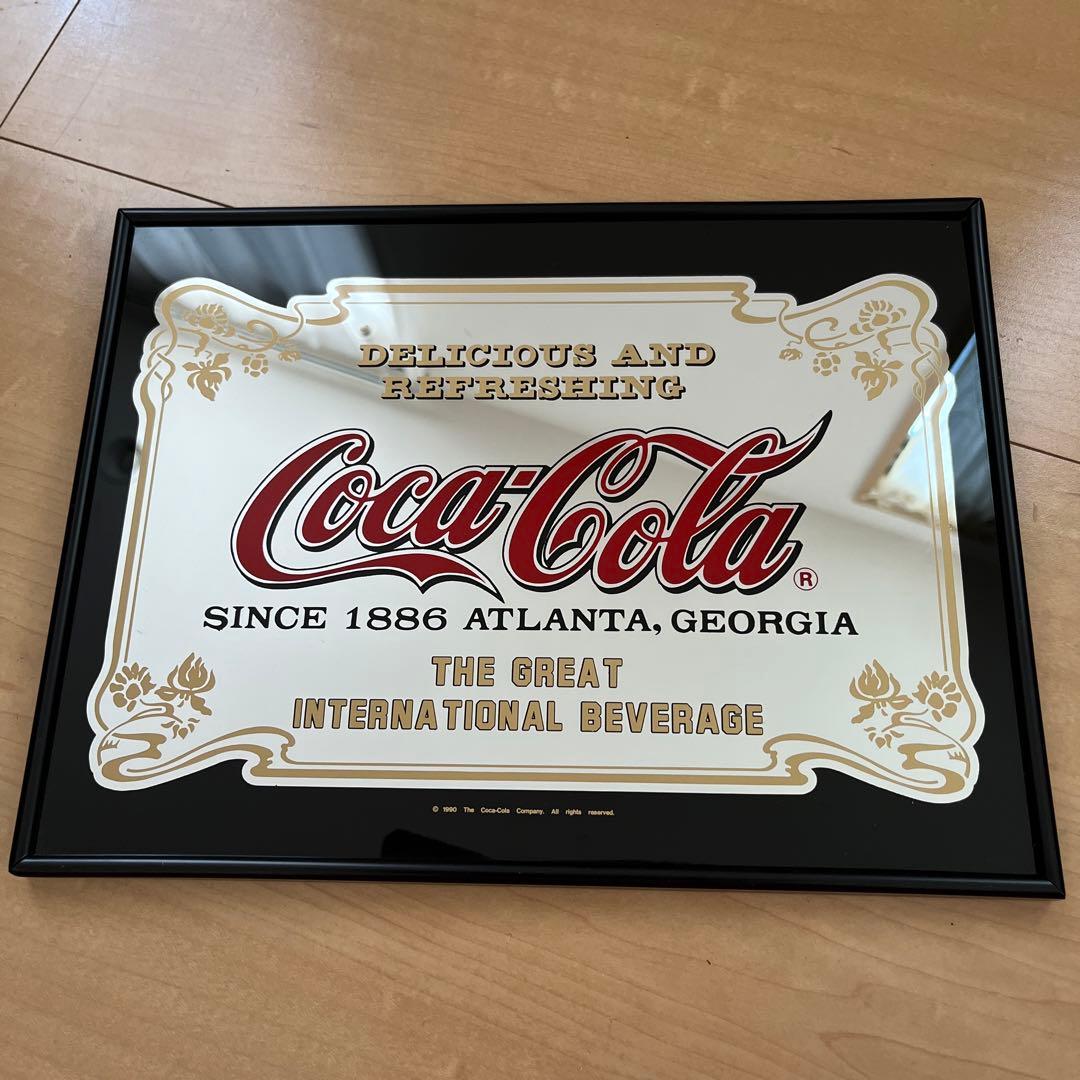 DELICIOUS AND
REFRESHING
Coca-Cola ®
SINCE 1886 ATLANTA, GEORGIA
THE GREAT
INTERNATIONAL BEVERAGE
© 1990 The Coca-Cola Company. All rights reserved.